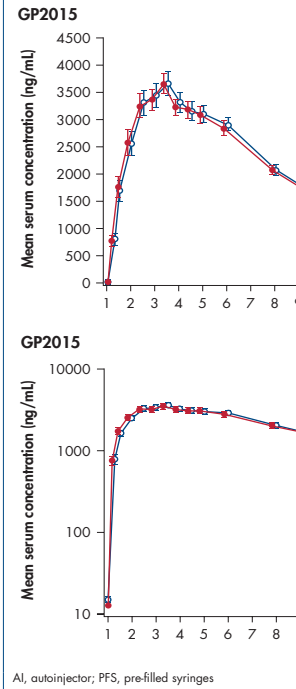 GP2015
Mean serum concentration (ng/mL)
4500
4000
3500
3000
2500
2000
1500
1000
500
0
1 2 3 4 5 6 7 8 9
GP2015
Mean serum concentration (ng/mL)
10000
1000
100
10
0 1 2 3 4 5 6 7 8
AI, autoinjector; PFS, pre-filled syringes